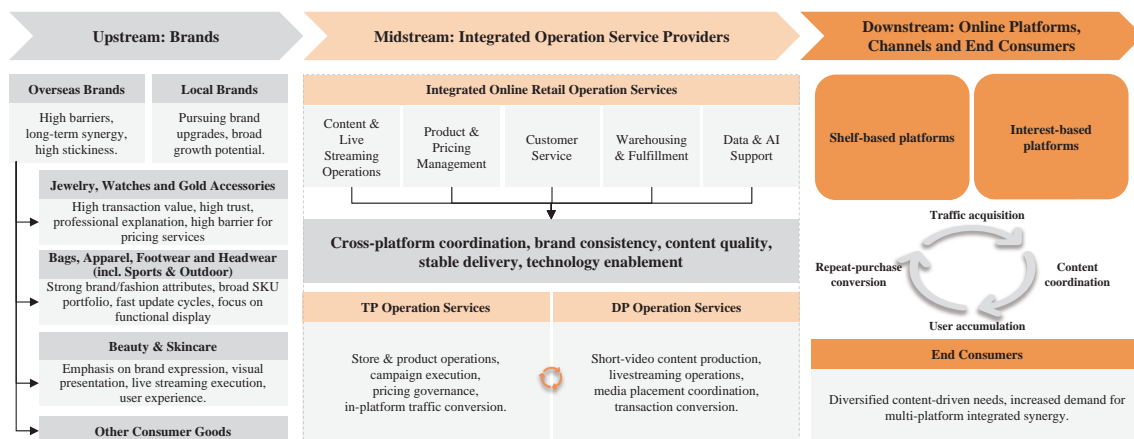 Upstream: Brands
Midstream: Integrated Operation Service Providers
Downstream: Online Platforms,
Channels and End Consumers
Overseas Brands
High barriers,
long-term synergy,
high stickiness.
Local Brands
Pursuing brand
upgrades, broad
growth potential.
Jewelry, Watches and Gold Accessories
High transaction value, high trust,
professional explanation, high barrier for
pricing services
Bags, Apparel, Footwear and Headwear
(incl. Sports & Outdoor)
Strong brand/fashion attributes, broad SKU
portfolio, fast update cycles, focus on
functional display
Beauty & Skincare
Emphasis on brand expression, visual
presentation, live streaming execution,
user experience.
Other Consumer Goods
Integrated Online Retail Operation Services
Content &
Live
Streaming
Operations
Product &
Pricing
Management
Customer
Service
Warehousing
& Fulfillment
Data & AI
Support
Cross-platform coordination, brand consistency, content quality,
stable delivery, technology enablement
TP Operation Services
Store & product operations,
campaign execution,
pricing governance,
in-platform traffic conversion.
DP Operation Services
Short-video content production,
livestreaming operations,
media placement coordination,
transaction conversion.
Shelf-based platforms
Interest-based
platforms
Traffic acquisition
Repeat-purchase
conversion
Content
coordination
User accumulation
End Consumers
Diversified content-driven needs, increased demand for
multi-platform integrated synergy.